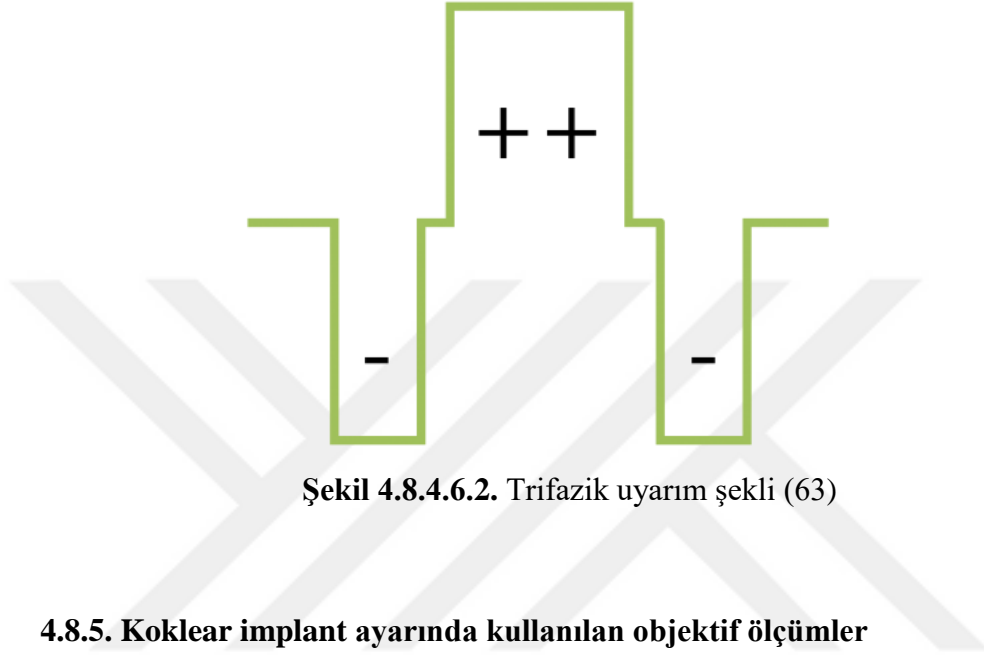 + +
- -
Şekil 4.8.4.6.2. Trifazik uyarım şekli (63)
4.8.5. Koklear implant ayarında kullanılan objektif ölçümler